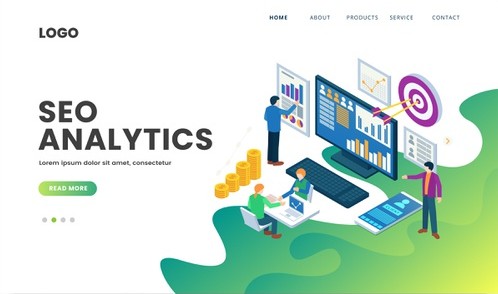 HOME ABOUT PRODUCTS SERVICE CONTACT
LOGO
SEO
ANALYTICS
Lorem ipsum dolor sit amet, consectetur
READ MORE